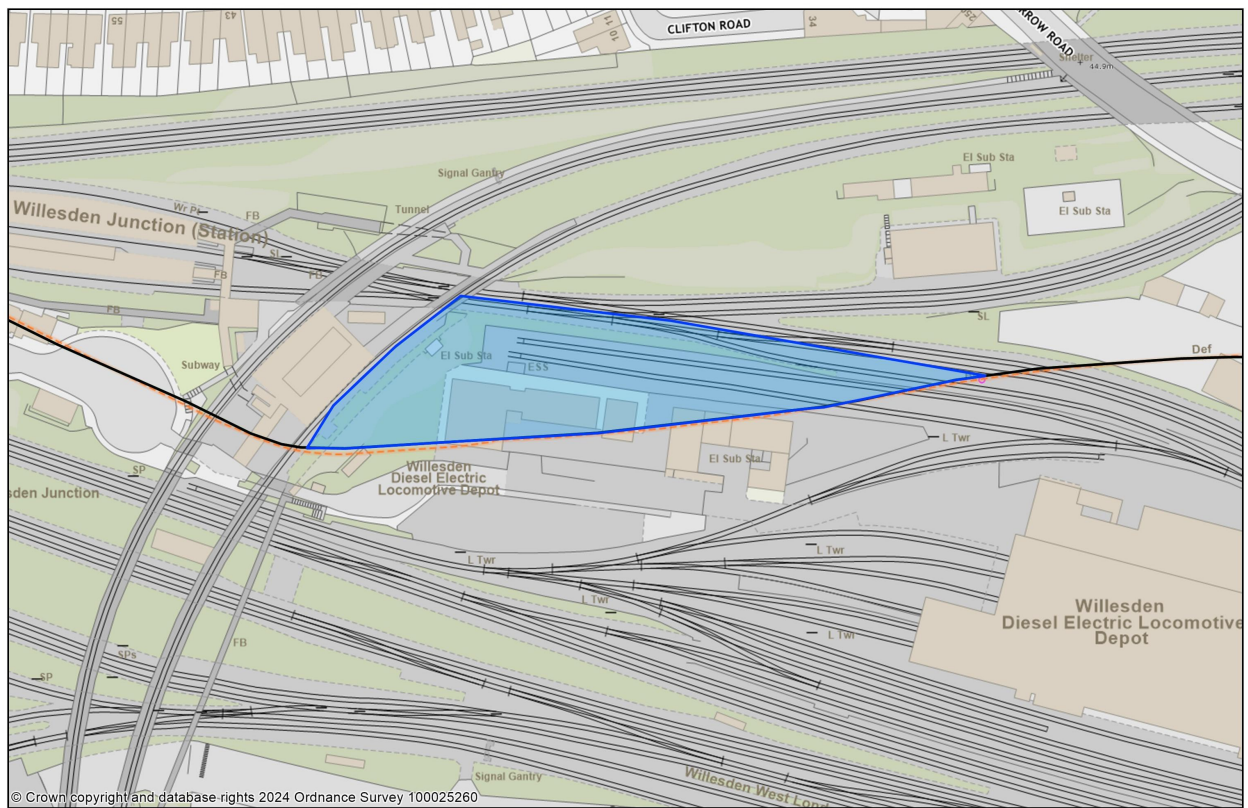 55
43
10 11
CLIFTON ROAD
34
RROW ROAD
Shelter
44.9m
Signal Gantry
El Sub Sta
Wr Pt
FB
Tunnel
El Sub Sta
Willesden Junction (Station)
SL
FB
FB
FB
SL
Def
Subway
El Sub Sta
ESS
L Twr
El Sub Sta
Willesden
Diesel Electric
Locomotive Depot
SP
sden Junction
L Twr
L Twr
L Twr
Willesden
Diesel Electric Locomotive
Depot
L Twr
FB
SPs
SP
Signal Gantry
Willesden West Lond
© Crown copyright and database rights 2024 Ordnance Survey 100025260